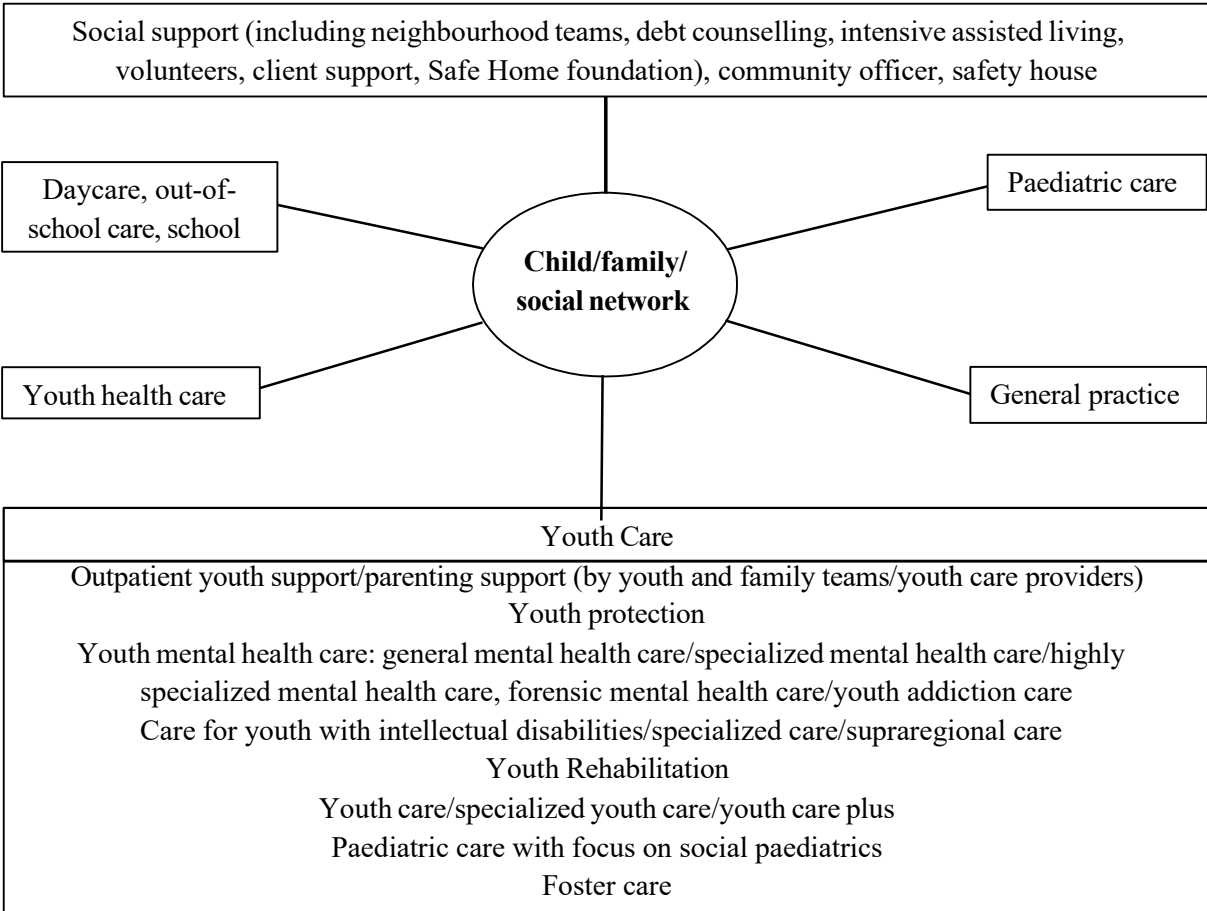 Social support (including neighbourhood teams, debt counselling, intensive assisted living,
volunteers, client support, Safe Home foundation), community officer, safety house
Daycare, out-of-
school care, school
Paediatric care
Child/family/
social network
Youth health care
General practice
Youth Care
Outpatient youth support/parenting support (by youth and family teams/youth care providers)
Youth protection
Youth mental health care: general mental health care/specialized mental health care/highly
specialized mental health care, forensic mental health care/youth addiction care
Care for youth with intellectual disabilities/specialized care/supraregional care
Youth Rehabilitation
Youth care/specialized youth care/youth care plus
Paediatric care with focus on social paediatrics
Foster care